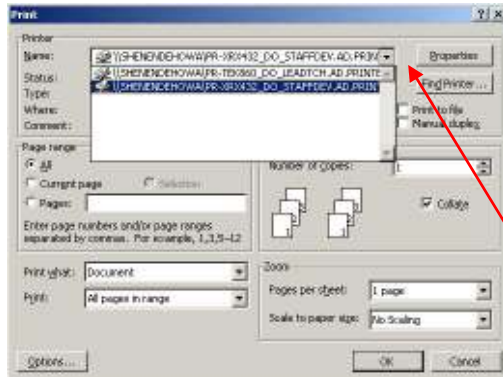 Print
Printer
Name: \\SHENENDEHOWA\PR-XRX432_DO_STAFFDEV.AD.PRIN
Properties
\\SHENENDEHOWA\PR-TEK860_DO_LEADTCH.AD.PRINTE
\\SHENENDEHOWA\PR-XRX432_DO_STAFFDEV.AD.PRIN
Status:
Find Printer...
Type:
Where:
Print to file
Comment:
Manual duplex
Page range
All
Number of copies: 1
Current page
Selection
Pages:
Collate
Enter page numbers and/or page ranges
separated by commas. For example, 1,3,5–12
Print what: Document
Print: All pages in range
Zoom
Pages per sheet: 1 page
Scale to paper size: No Scaling
Options...
OK
Cancel